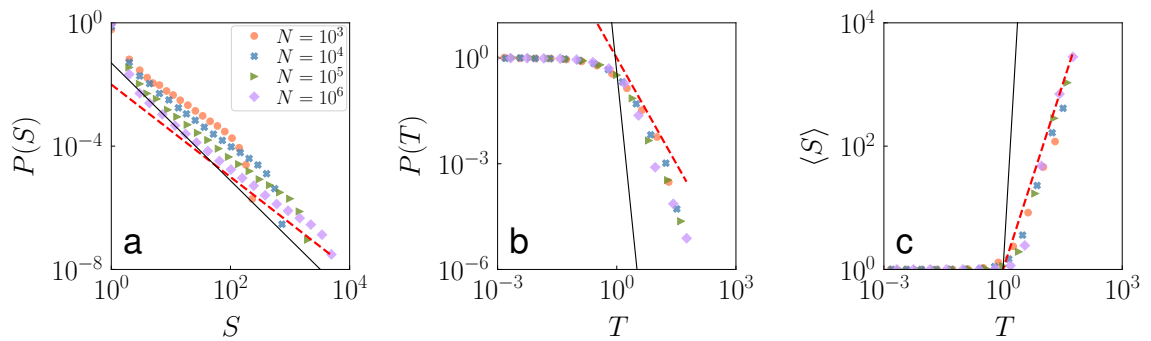 P(S)
10^0
10^{-4}
10^{-8}
N = 10^3
N = 10^4
N = 10^5
N = 10^6
a
10^0
10^2
10^4
S
P(T)
10^0
10^{-3}
10^{-6}
b
10^{-3}
10^0
10^3
T
⟨S⟩
10^4
10^2
10^0
c
10^{-3}
10^0
10^3
T